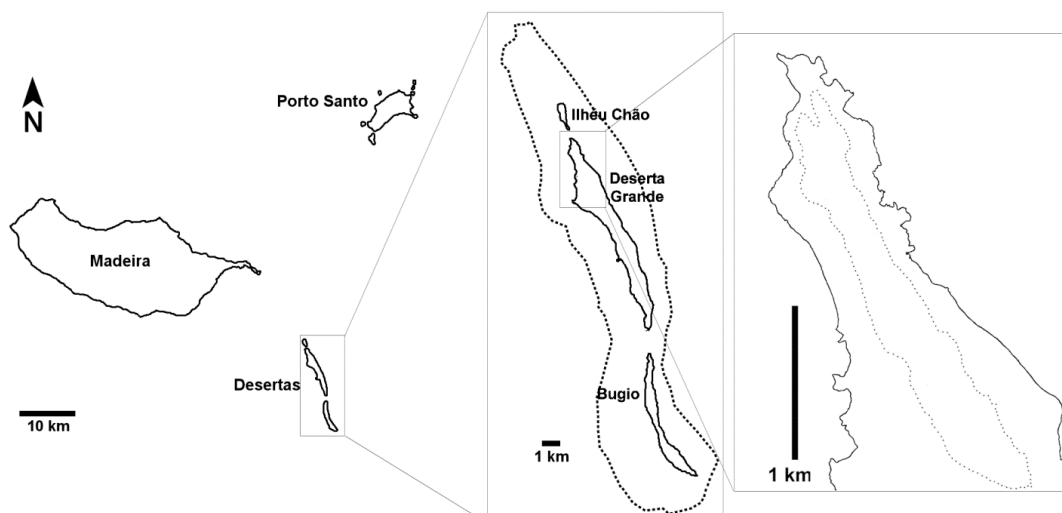 N
Porto Santo
Madeira
Desertas
10 km
Ilhéu Chão
Deserta
Grande
Bugio
1 km
1 km